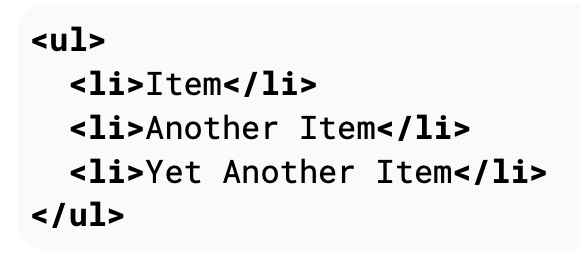 <ul>
  <li>Item</li>
  <li>Another Item</li>
  <li>Yet Another Item</li>
</ul>